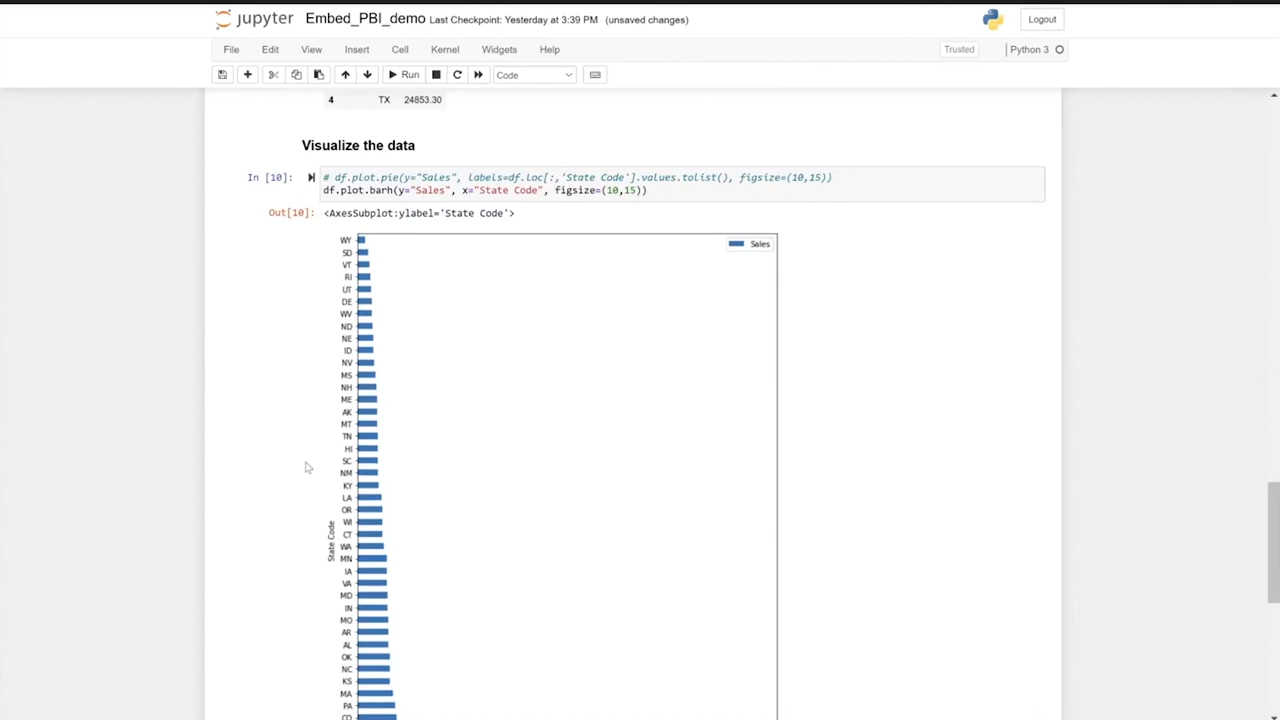 jupyter Embed_PBI_demo Last Checkpoint: Yesterday at 3:39 PM (unsaved changes) Logout
File Edit View Insert Cell Kernel Widgets Help Trusted Python 3
Run Code
4 TX 24853.30
Visualize the data
In [10]: # df.plot.pie(y="Sales", labels=df.loc[:,'State Code'].values.tolist(), figsize=(10,15))
df.plot.barh(y="Sales", x="State Code", figsize=(10,15))
Out[10]: <AxesSubplot:ylabel='State Code'>
Sales
WY
SD
VT
RI
UT
DE
WV
ND
NE
ID
NV
MS
NH
ME
AK
MT
TN
HI
SC
NM
KY
LA
OR
WI
CT
WA
MN
IA
VA
MD
IN
MO
AR
AL
OK
NC
KS
MA
PA
CO
State Code